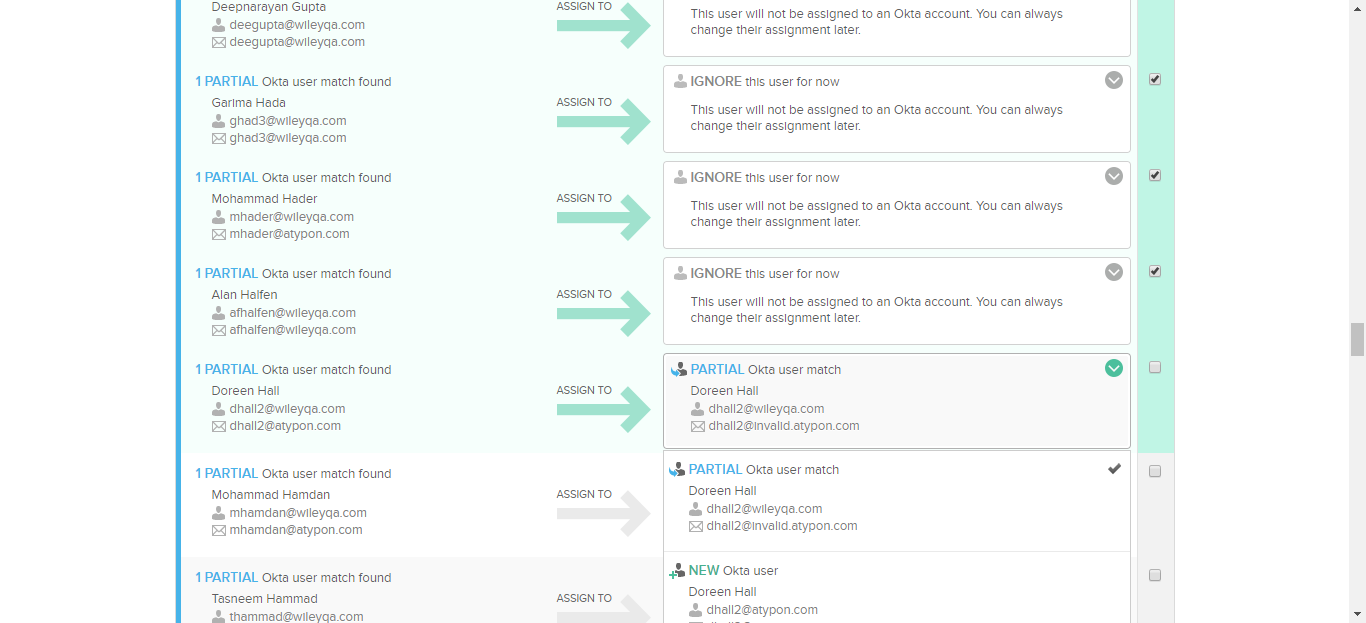 Deepnarayan Gupta
deegupta@wileyqa.com
deegupta@wileyqa.com
ASSIGN TO
This user will not be assigned to an Okta account. You can always
change their assignment later.
1 PARTIAL Okta user match found
Garima Hada
ghad3@wileyqa.com
ghad3@wileyqa.com
ASSIGN TO
IGNORE this user for now
This user will not be assigned to an Okta account. You can always
change their assignment later.
1 PARTIAL Okta user match found
Mohammad Hader
mhader@wileyqa.com
mhader@atypon.com
ASSIGN TO
IGNORE this user for now
This user will not be assigned to an Okta account. You can always
change their assignment later.
1 PARTIAL Okta user match found
Alan Halfen
afhalfen@wileyqa.com
afhalfen@wileyqa.com
ASSIGN TO
IGNORE this user for now
This user will not be assigned to an Okta account. You can always
change their assignment later.
1 PARTIAL Okta user match found
Doreen Hall
dhall2@wileyqa.com
dhall2@atypon.com
ASSIGN TO
PARTIAL Okta user match
Doreen Hall
dhall2@wileyqa.com
dhall2@invalid.atypon.com
1 PARTIAL Okta user match found
Mohammad Hamdan
mhamdan@wileyqa.com
mhamdan@atypon.com
ASSIGN TO
PARTIAL Okta user match
Doreen Hall
dhall2@wileyqa.com
dhall2@invalid.atypon.com
1 PARTIAL Okta user match found
Tasneem Hammad
thammad@wileyqa.com
ASSIGN TO
NEW Okta user
Doreen Hall
dhall2@atypon.com